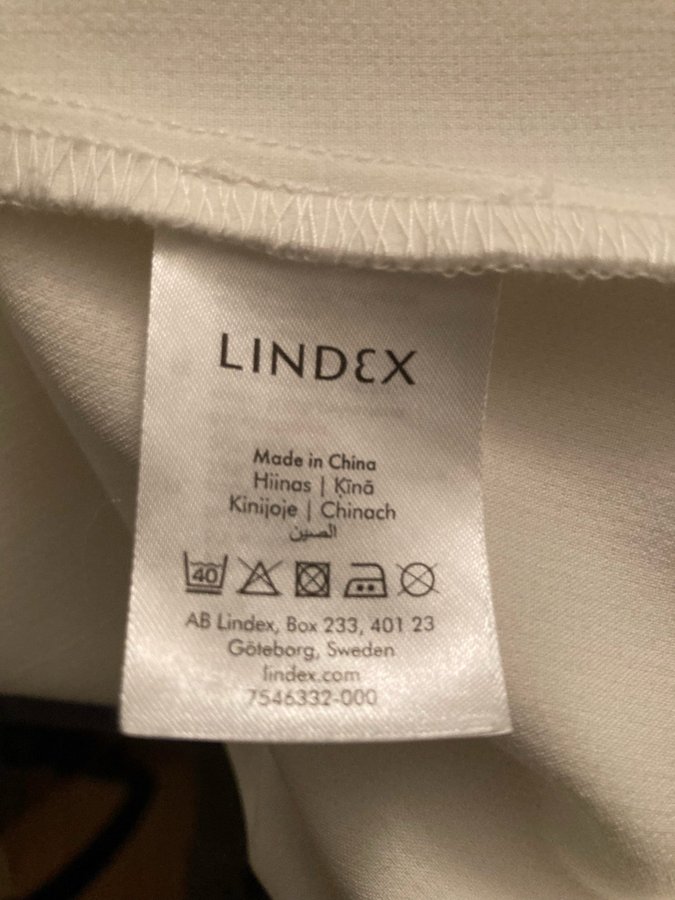 LINDEX
Made in China
Hiinas | Ķīnā
Kinijoje | Chinach
الصين
40
AB Lindex, Box 233, 401 23
Göteborg, Sweden
lindex.com
7546332-000